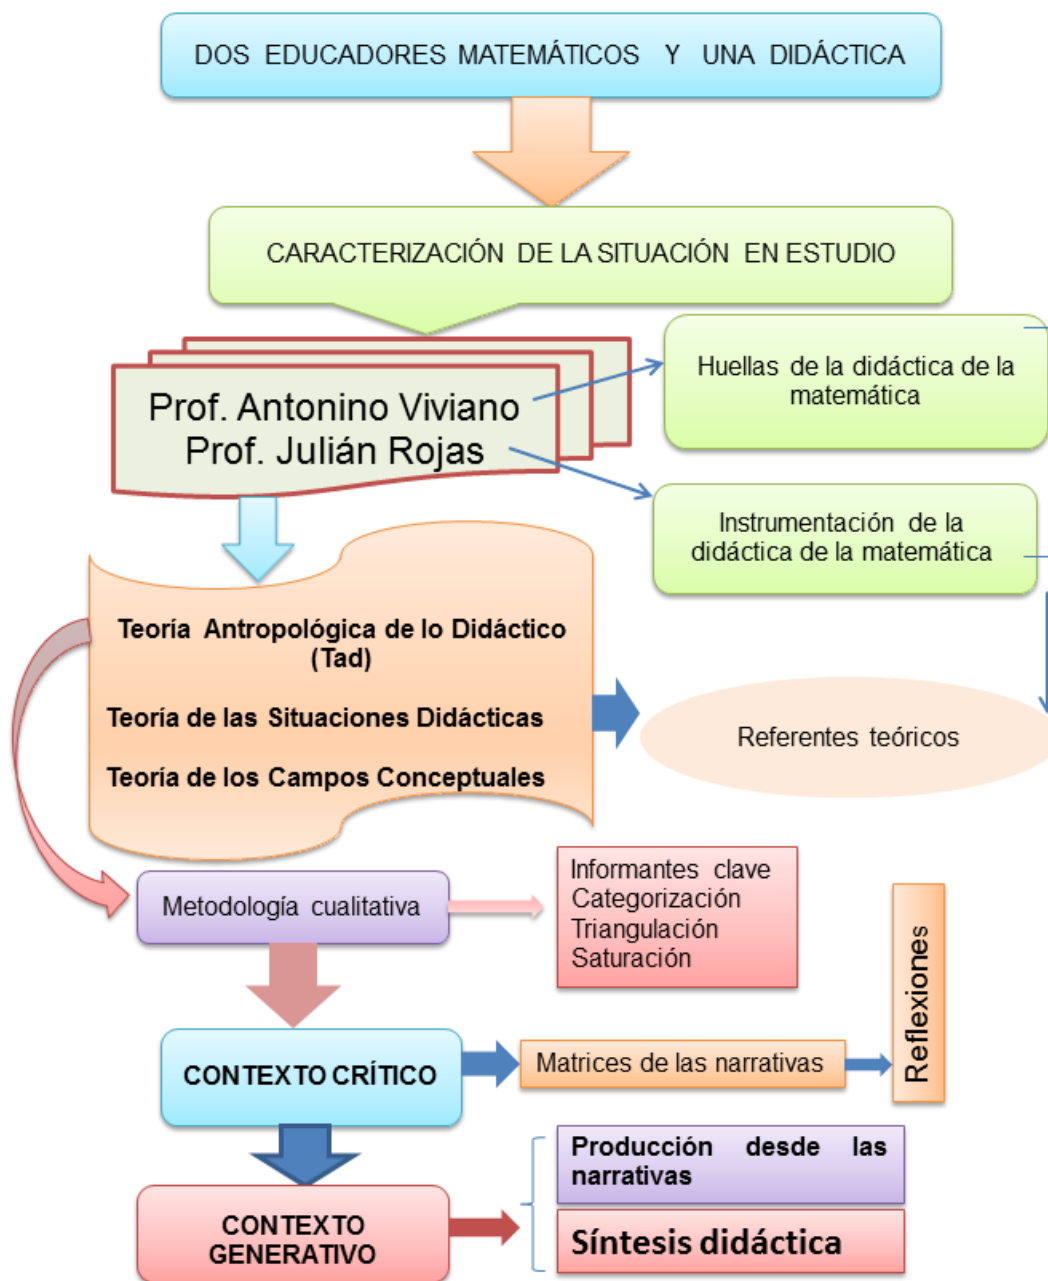 DOS EDUCADORES MATEMÁTICOS Y UNA DIDÁCTICA
CARACTERIZACIÓN DE LA SITUACIÓN EN ESTUDIO
Prof. Antonino Viviano
Prof. Julián Rojas
Huellas de la didáctica de la
matemática
Instrumentación de la
didáctica de la matemática
Teoría Antropológica de lo Didáctico
(Tad)
Teoría de las Situaciones Didácticas
Teoría de los Campos Conceptuales
Referentes teóricos
Metodología cualitativa
Informantes clave
Categorización
Triangulación
Saturación
CONTEXTO CRÍTICO
Matrices de las narrativas
Reflexiones
CONTEXTO
GENERATIVO
Producción desde las
narrativas
Síntesis didáctica